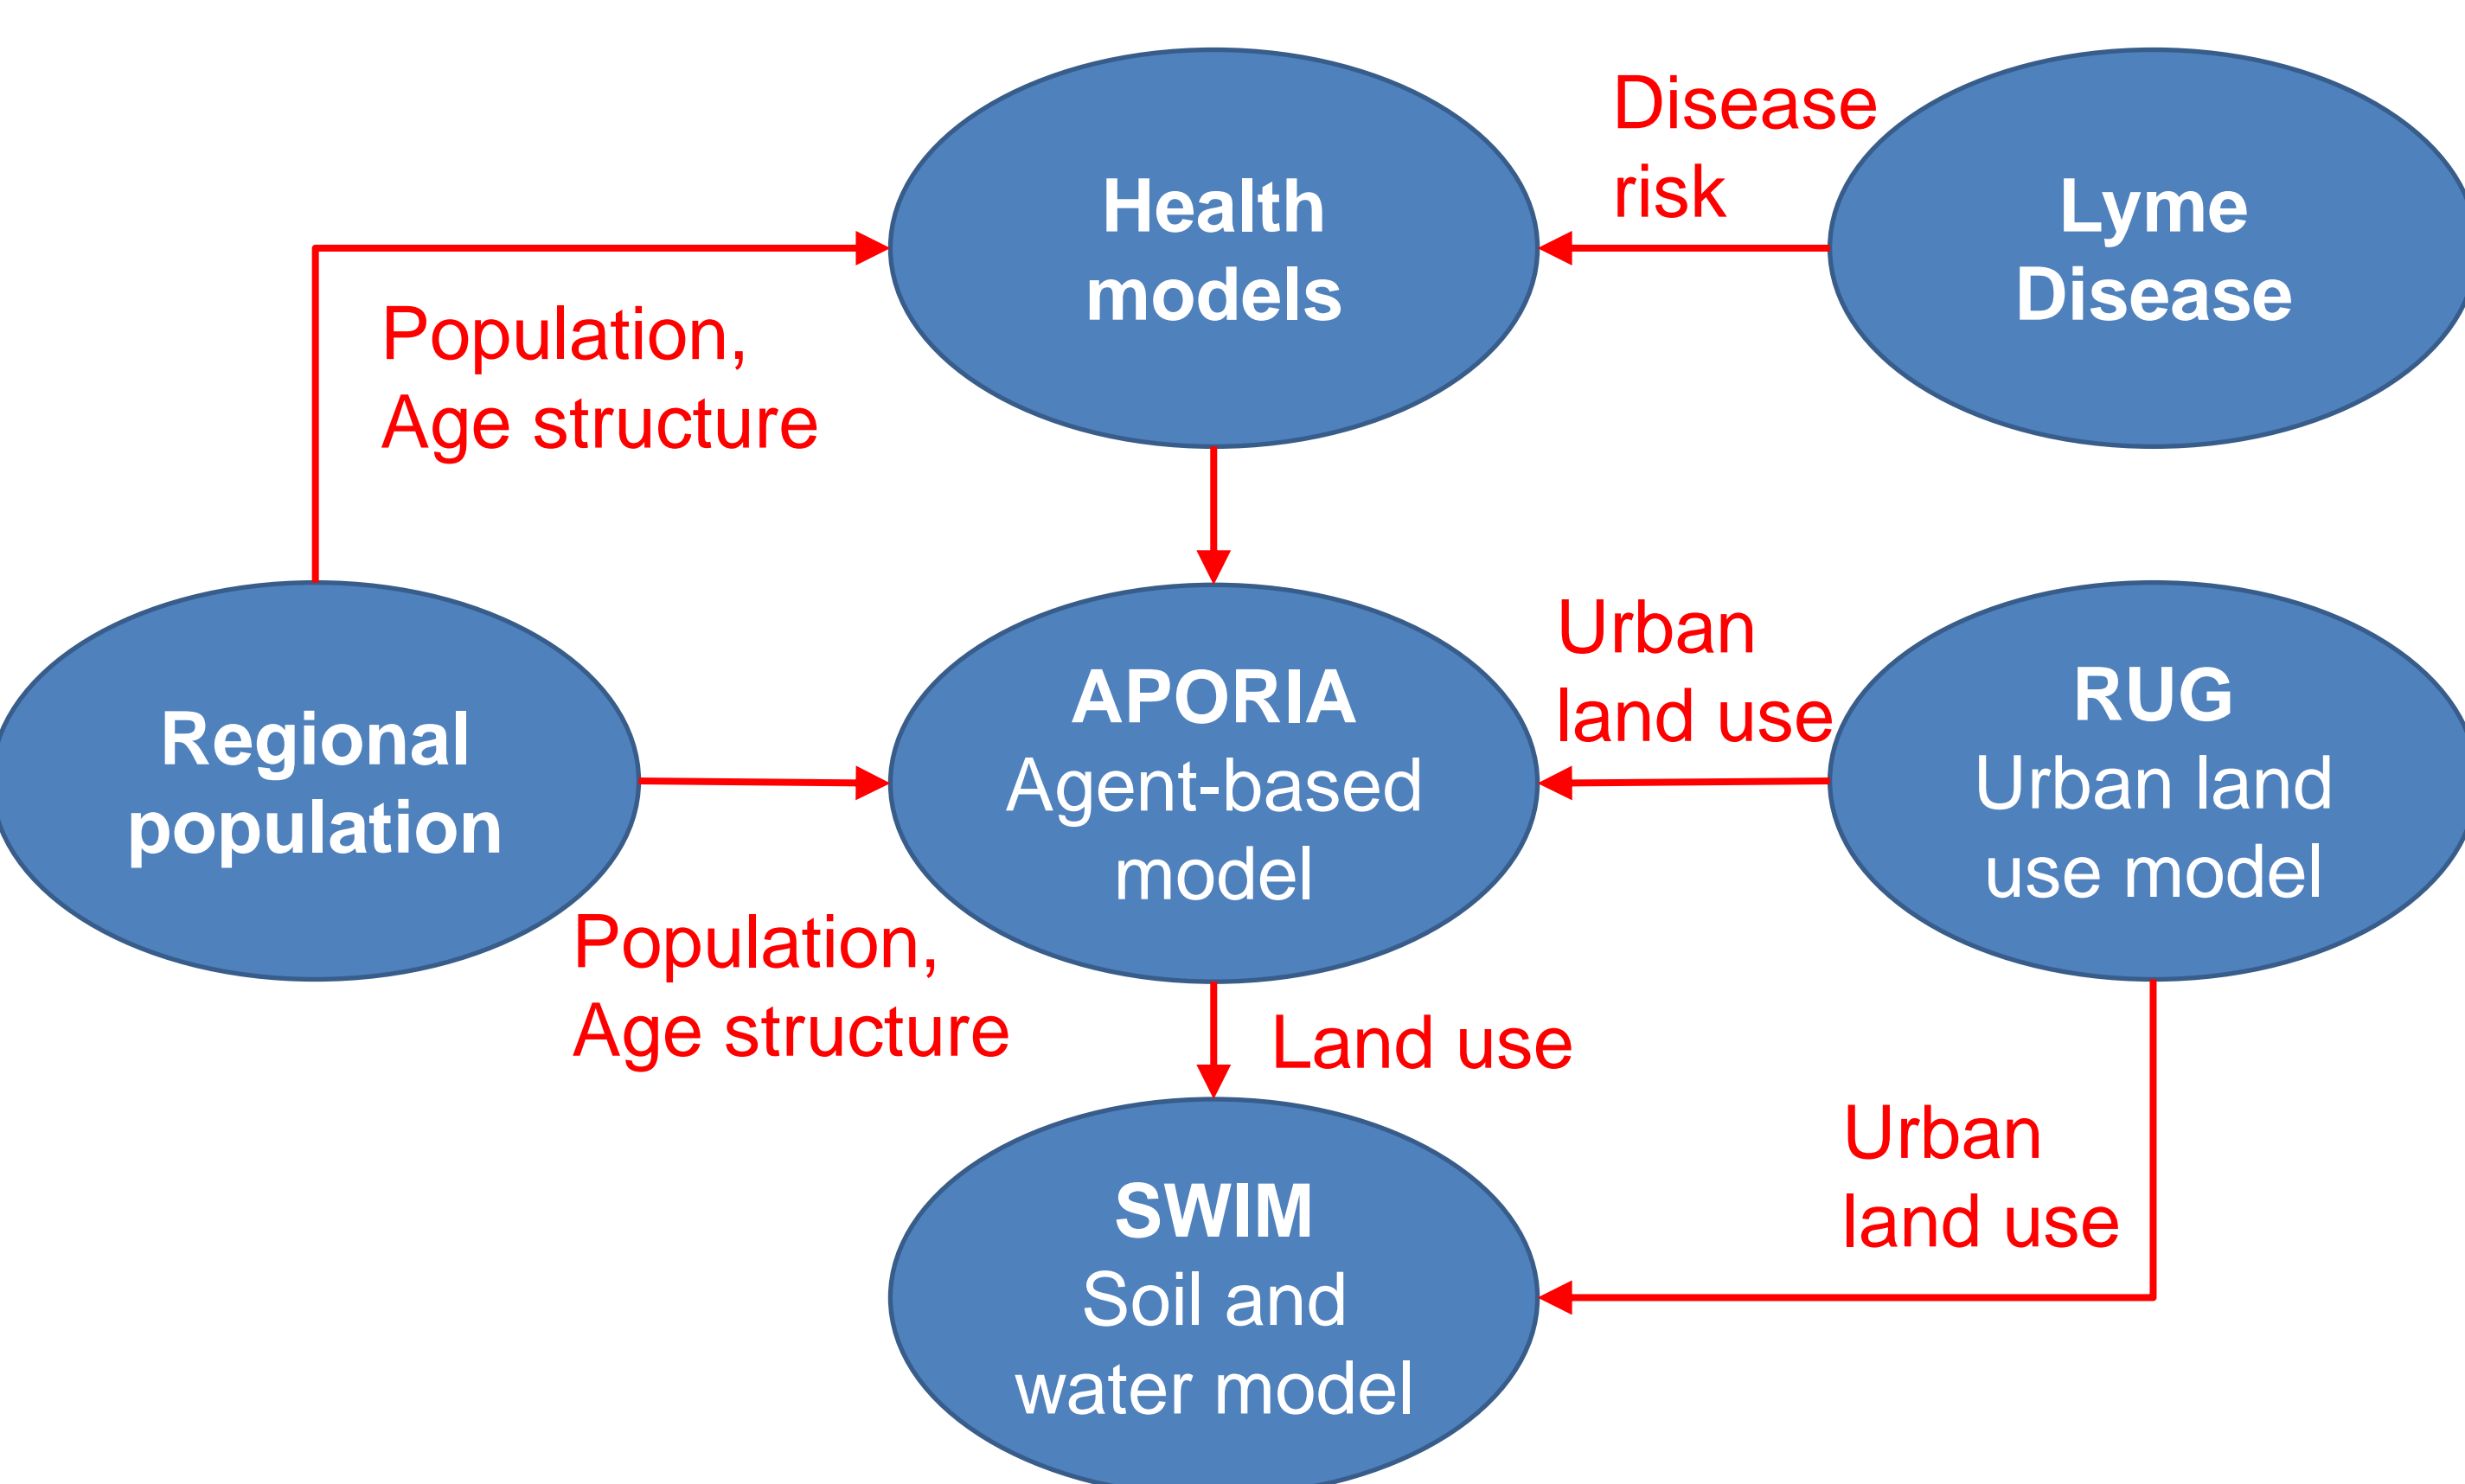 Disease
risk
Health
models
Lyme
Disease
Population,
Age structure
Urban
land use
Regional
population
APORIA
Agent-based
model
RUG
Urban land
use model
Population,
Age structure
Land use
Urban
land use
SWIM
Soil and
water model